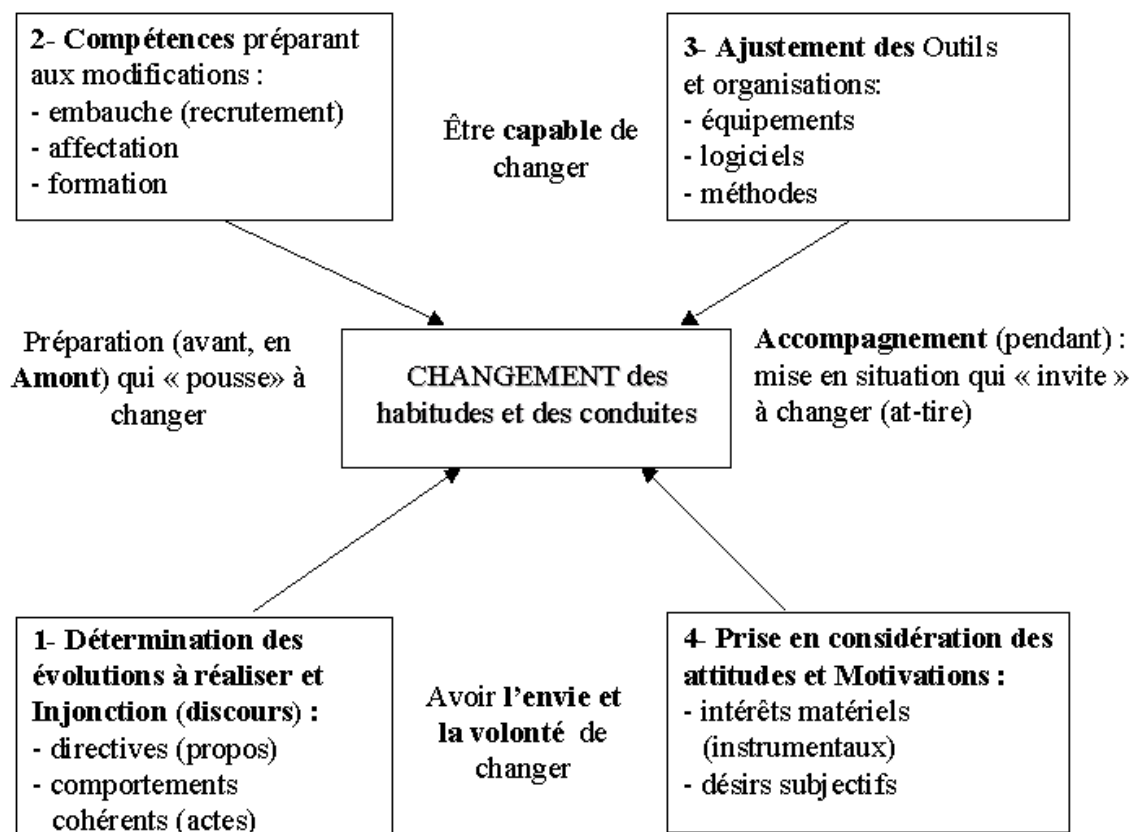 2- Compétences préparant
aux modifications :
- embauche (recrutement)
- affectation
- formation
Être capable de
changer
3- Ajustement des Outils
et organisations:
- équipements
- logiciels
- méthodes
Préparation (avant, en
Amont) qui « pousse» à
changer
CHANGEMENT des
habitudes et des conduites
Accompagnement (pendant) :
mise en situation qui « invite »
à changer (at-tire)
1- Détermination des
évolutions à réaliser et
Injonction (discours) :
- directives (propos)
- comportements
cohérents (actes)
Avoir l'envie et
la volonté de
changer
4- Prise en considération des
attitudes et Motivations :
- intérêts matériels
(instrumentaux)
- désirs subjectifs